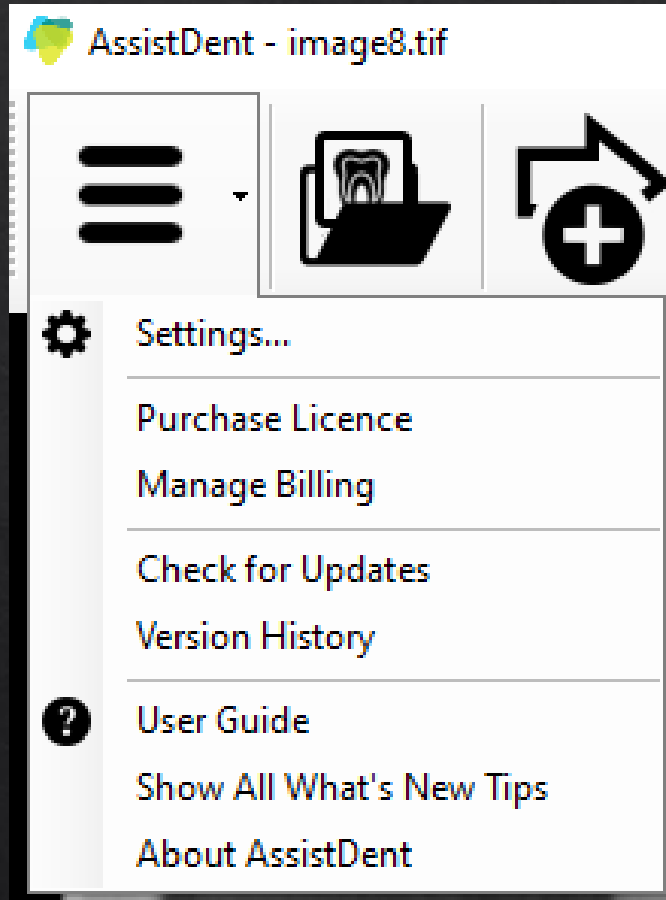 AssistDent - image8.tif
Settings...
Purchase Licence
Manage Billing
Check for Updates
Version History
User Guide
Show All What's New Tips
About AssistDent